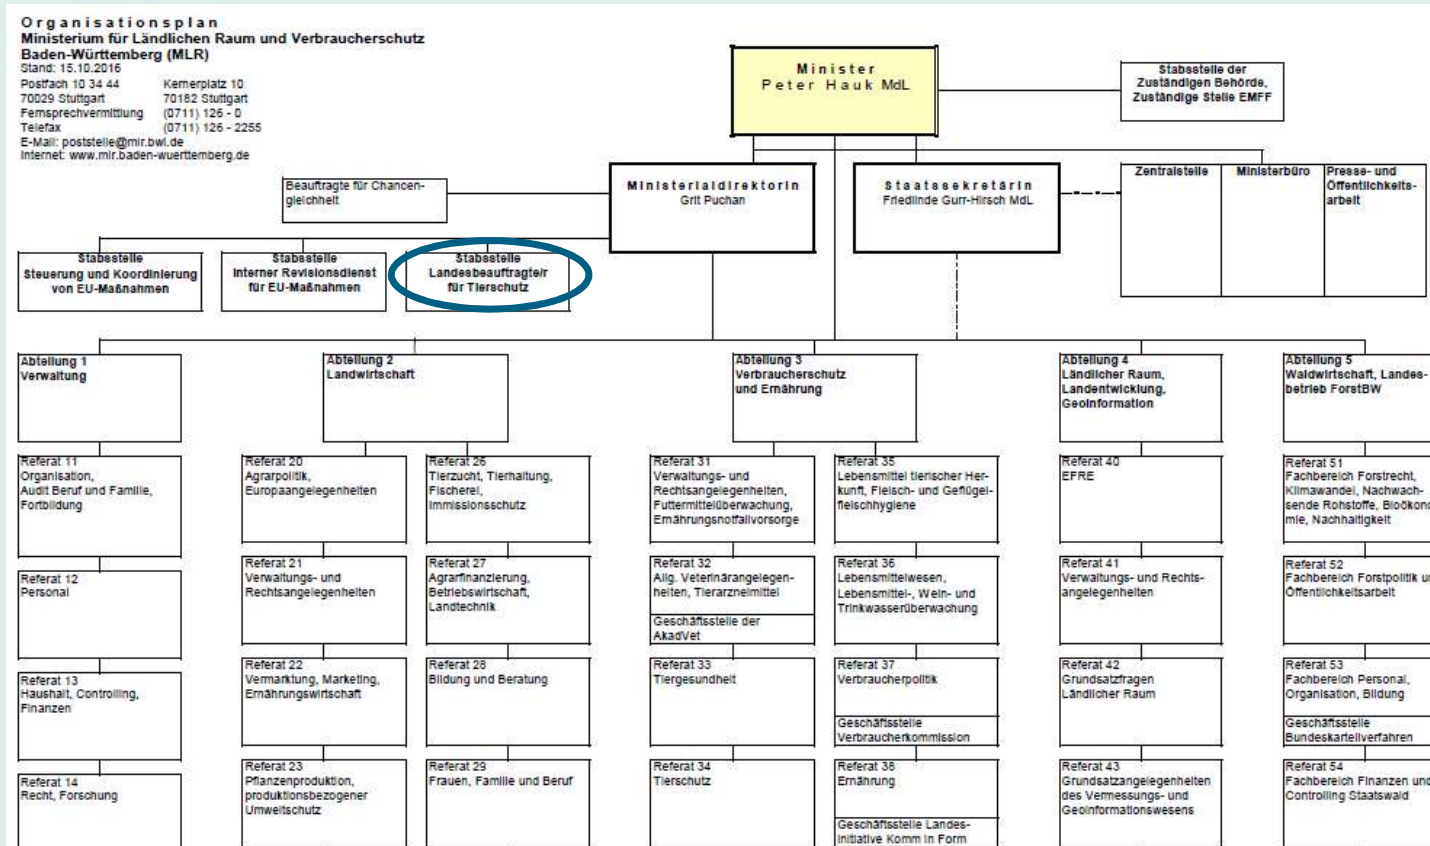 Organisationsplan
Ministerium für Ländlichen Raum und Verbraucherschutz
Baden-Württemberg (MLR)
Stand: 15.10.2016
Postfach 10 34 44 Kernerplatz 10
70029 Stuttgart 70182 Stuttgart
Fernsprechvermittlung (0711) 126 - 0
Telefax (0711) 126 - 2255
E-Mail: poststelle@mlr.bwl.de
Internet: www.mlr.baden-wuerttemberg.de
Minister
Peter Hauk MdL
Stabsstelle der
Zuständigen Behörde,
Zuständige Stelle EMFF
Beauftragte für Chancen-
gleichheit
Ministerialdirektorin
Grit Puchan
Staatssekretärin
Friedlinde Gurr-Hirsch MdL
Zentralstelle
Ministerbüro
Presse- und
Öffentlichkeits-
arbeit
Stabsstelle
Steuerung und Koordinierung
von EU-Maßnahmen
Stabsstelle
Interner Revisionsdienst
für EU-Maßnahmen
Stabsstelle
Landesbeauftragte/r
für Tierschutz
Abteilung 1
Verwaltung
Abteilung 2
Landwirtschaft
Abteilung 3
Verbraucherschutz
und Ernährung
Abteilung 4
Ländlicher Raum,
Landentwicklung,
Geoinformation
Abteilung 5
Waldwirtschaft, Landes-
betrieb ForstBW
Referat 11
Organisation,
Audit Beruf und Familie,
Fortbildung
Referat 20
Agrarpolitik,
Europaangelegenheiten
Referat 26
Tierzucht, Tierhaltung,
Fischerei,
Immissionsschutz
Referat 31
Verwaltungs- und
Rechtsangelegenheiten,
Futtermittelüberwachung,
Ernährungsnotfallvorsorge
Referat 35
Lebensmittel tierischer Her-
kunft, Fleisch- und Geflügel-
fleischhygiene
Referat 40
EFRE
Referat 51
Fachbereich Forstrecht,
Klimawandel, Nachwach-
sende Rohstoffe, Bioökono
mie, Nachhaltigkeit
Referat 12
Personal
Referat 21
Verwaltungs- und
Rechtsangelegenheiten
Referat 27
Agrarfinanzierung,
Betriebswirtschaft,
Landtechnik
Referat 32
Allg. Veterinärangelegen-
heiten, Tierarzneimittel
Geschäftsstelle der
AkadVet
Referat 36
Lebensmittelwesen,
Lebensmittel-, Wein- und
Trinkwasserüberwachung
Referat 41
Verwaltungs- und Rechts-
angelegenheiten
Referat 52
Fachbereich Forstpolitik u
Öffentlichkeitsarbeit
Referat 13
Haushalt, Controlling,
Finanzen
Referat 22
Vermarktung, Marketing,
Ernährungswirtschaft
Referat 28
Bildung und Beratung
Referat 33
Tiergesundheit
Referat 37
Verbraucherpolitik
Geschäftsstelle
Verbraucherkommission
Referat 42
Grundsatzfragen
Ländlicher Raum
Referat 53
Fachbereich Personal,
Organisation, Bildung
Geschäftsstelle
Bundeskartellverfahren
Referat 14
Recht, Forschung
Referat 23
Pflanzenproduktion,
produktionsbezogener
Umweltschutz
Referat 29
Frauen, Familie und Beruf
Referat 34
Tierschutz
Referat 38
Ernährung
Geschäftsstelle Landes-
initiative Komm in Form
Referat 43
Grundsatzangelegenheiten
des Vermessungs- und
Geoinformationswesens
Referat 54
Fachbereich Finanzen und
Controlling Staatswald